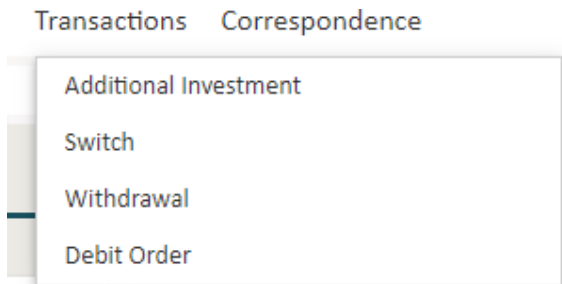 Transactions Correspondence
Additional Investment
Switch
Withdrawal
Debit Order